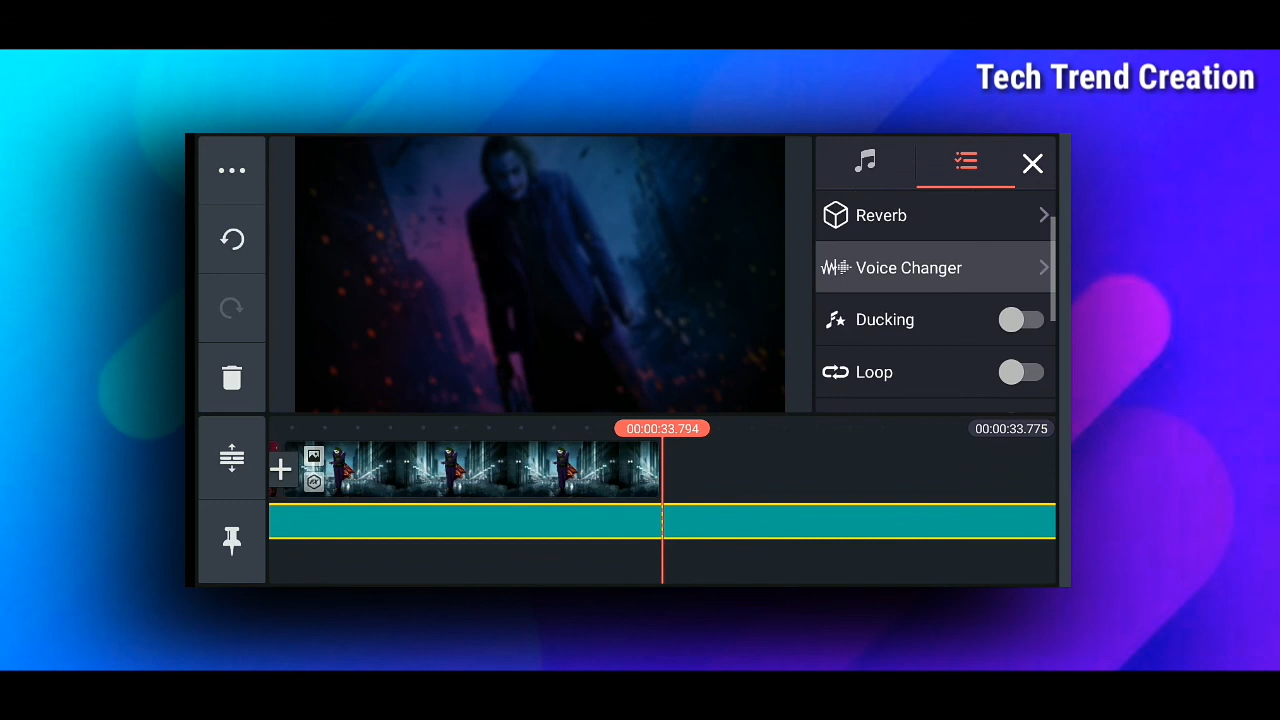 Tech Trend Creation
Reverb
Voice Changer
Ducking
Loop
00:00:33.794
00:00:33.775